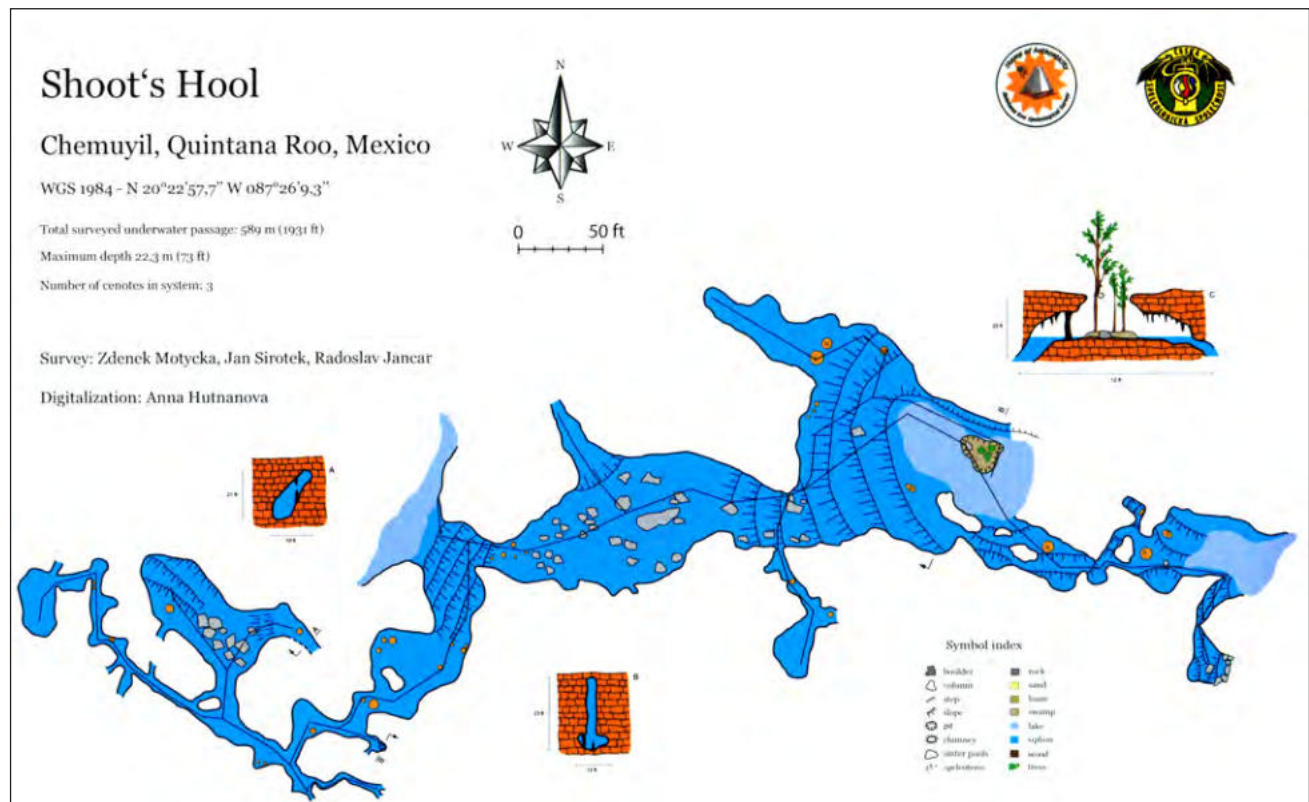 Shoot's Hool
Chemuyil, Quintana Roo, Mexico
WGS 1984 - N 20°22'57,7" W 087°26'9,3"
Total surveyed underwater passage: 589 m (1931 ft)
Maximum depth 22,3 m (73 ft)
Number of cenotes in system: 3
Survey: Zdenek Motycka, Jan Sirotek, Radoslav Jancar
Digitalization: Anna Hutnanova
N
W E
S
0 50 ft
C
A
B
Symbol index
boulder rock
column sand
step
slope swamp
pit lake
chimney siphon
sinter pools
trees